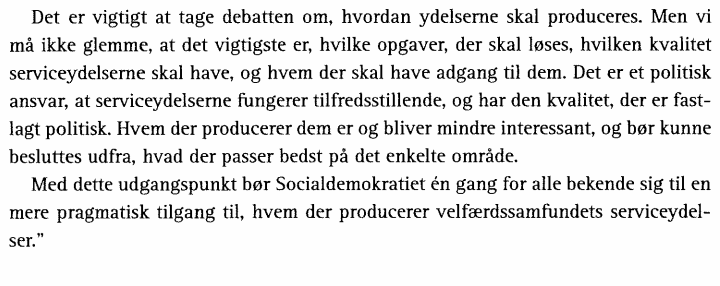 Det er vigtigt at tage debatten om, hvordan ydelserne skal produceres. Men vi
må ikke glemme, at det vigtigste er, hvilke opgaver, der skal løses, hvilken kvalitet
serviceydelserne skal have, og hvem der skal have adgang til dem. Det er et politisk
ansvar, at serviceydelserne fungerer tilfredsstillende, og har den kvalitet, der er fast-
lagt politisk. Hvem der producerer dem er og bliver mindre interessant, og bør kunne
besluttes udfra, hvad der passer bedst på det enkelte område.
Med dette udgangspunkt bør Socialdemokratiet én gang for alle bekende sig til en
mere pragmatisk tilgang til, hvem der producerer velfærdssamfundets serviceydel-
ser.”